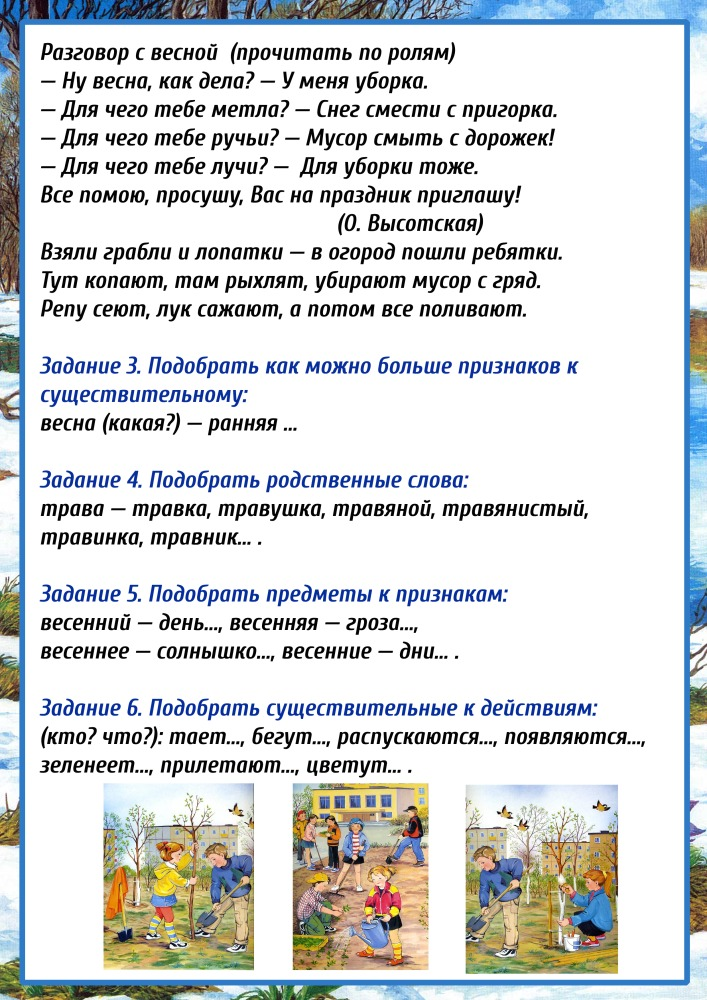 Разговор с весной (прочитать по ролям)
— Ну весна, как дела? — У меня уборка.
— Для чего тебе метла? — Снег смести с пригорка.
— Для чего тебе ручьи? — Мусор смыть с дорожек!
— Для чего тебе лучи? — Для уборки тоже.
Все помою, просушу, Вас на праздник приглашу!
(О. Высотская)
Взяли грабли и лопатки — в огород пошли ребятки.
Тут копают, там рыхлят, убирают мусор с гряд.
Репу сеют, лук сажают, а потом все поливают.
Задание 3. Подобрать как можно больше признаков к
существительному:
весна (какая?) — ранняя ...
Задание 4. Подобрать родственные слова:
трава — травка, травушка, травяной, травянистый,
травинка, травник... .
Задание 5. Подобрать предметы к признакам:
весенний — день..., весенняя — гроза...,
весеннее — солнышко..., весенние — дни... .
Задание 6. Подобрать существительные к действиям:
(кто? что?): тает..., бегут..., распускаются..., появляются...,
зеленеет..., прилетают..., цветут... .